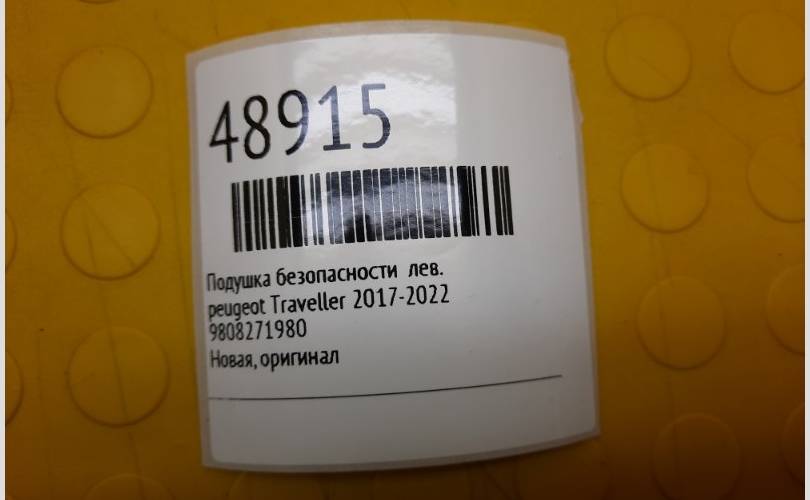 48915
Подушка безопасности лев.
peugeot Traveller 2017-2022
9808271980
Новая, оригинал